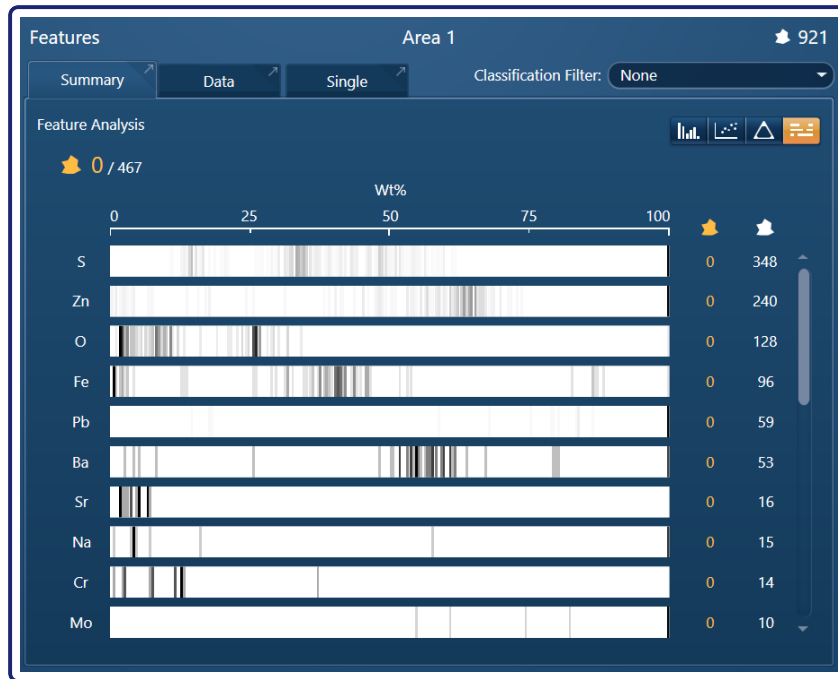 Features Area 1 921
Summary Data Single Classification Filter: None
Feature Analysis
0 / 467
Wt%
0 25 50 75 100
S 0 348
Zn 0 240
O 0 128
Fe 0 96
Pb 0 59
Ba 0 53
Sr 0 16
Na 0 15
Cr 0 14
Mo 0 10